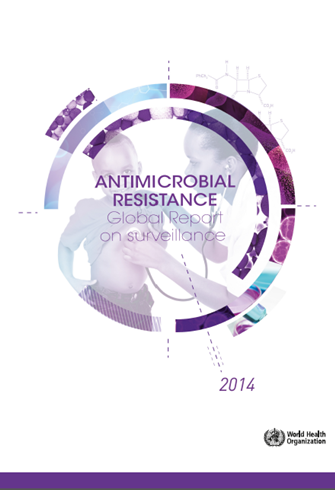 ANTIMICROBIAL
RESISTANCE
Global Report
on surveillance
2014
World Health
Organization